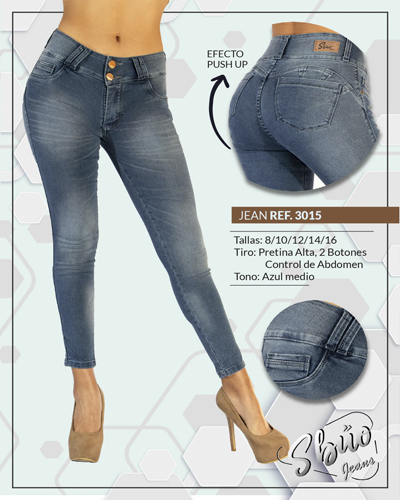 EFECTO
PUSH UP
JEAN REF. 3015
Tallas: 8/10/12/14/16
Tiro: Pretina Alta, 2 Botones
Control de Abdomen
Tono: Azul medio
Sbüo
Jeans